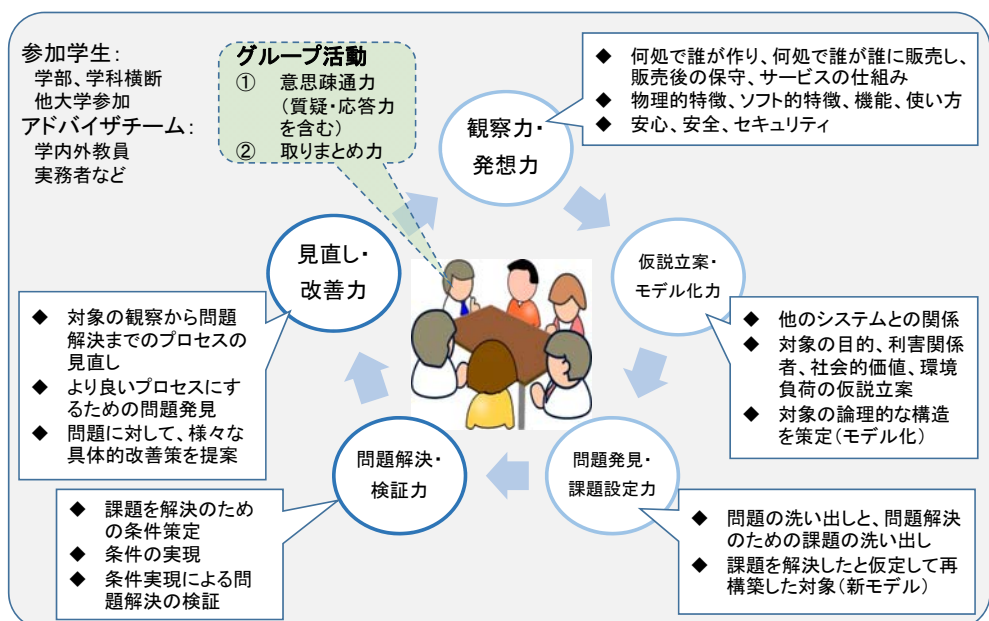 参加学生：
学部、学科横断
他大学参加
アドバイザチーム：
学内外教員
実務者など
グループ活動
① 意思疎通力
（質疑・応答力
を含む）
② 取りまとめ力
観察力・
発想力
◆ 何処で誰が作り、何処で誰が誰に販売し、
販売後の保守、サービスの仕組み
◆ 物理的特徴、ソフト的特徴、機能、使い方
◆ 安心、安全、セキュリティ
仮説立案・
モデル化力
◆ 他のシステムとの関係
◆ 対象の目的、利害関係
者、社会的価値、環境
負荷の仮説立案
◆ 対象の論理的な構造
を策定（モデル化）
問題発見・
課題設定力
◆ 問題の洗い出しと、問題解決
のための課題の洗い出し
◆ 課題を解決したと仮定して再
構築した対象（新モデル）
問題解決・
検証力
◆ 課題を解決のため
の条件策定
◆ 条件の実現
◆ 条件実現による問
題解決の検証
見直し・
改善力
◆ 対象の観察から問題
解決までのプロセスの
見直し
◆ より良いプロセスにす
るための問題発見
◆ 問題に対して、様々な
具体的改善策を提案